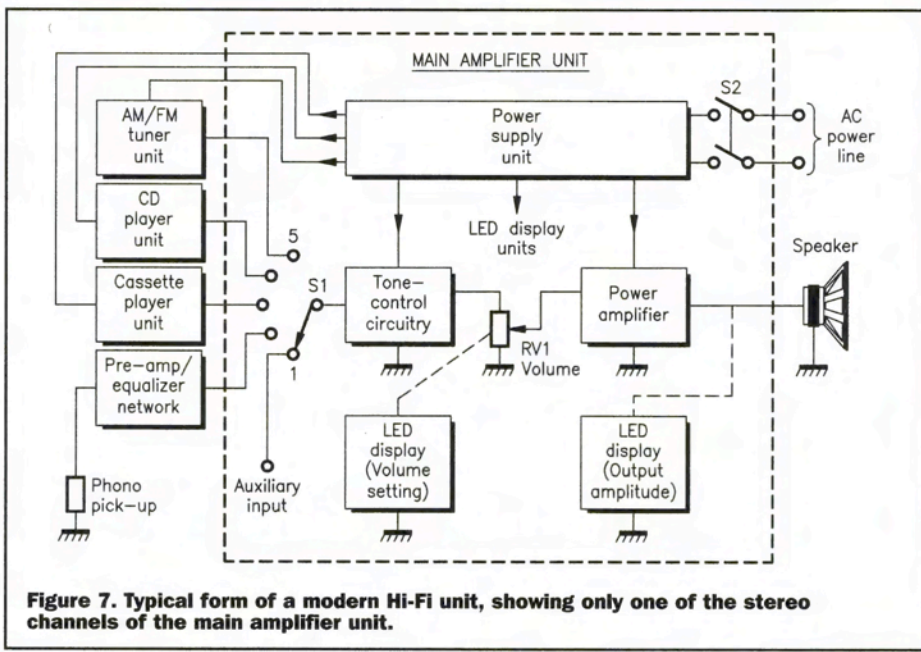 MAIN AMPLIFIER UNIT
S2
AM/FM
tuner
unit
Power
supply
unit
AC
power
line
CD
player
unit
5
LED display
units
Speaker
Cassette
player
unit
S1
Tone-
control
circuitry
Power
amplifier
RV1
Volume
1
Pre-amp/
equalizer
network
LED
display
(Volume
setting)
LED
display
(Output
amplitude)
Phono
pick-up
Auxiliary
input
Figure 7. Typical form of a modern Hi-Fi unit, showing only one of the stereo
channels of the main amplifier unit.